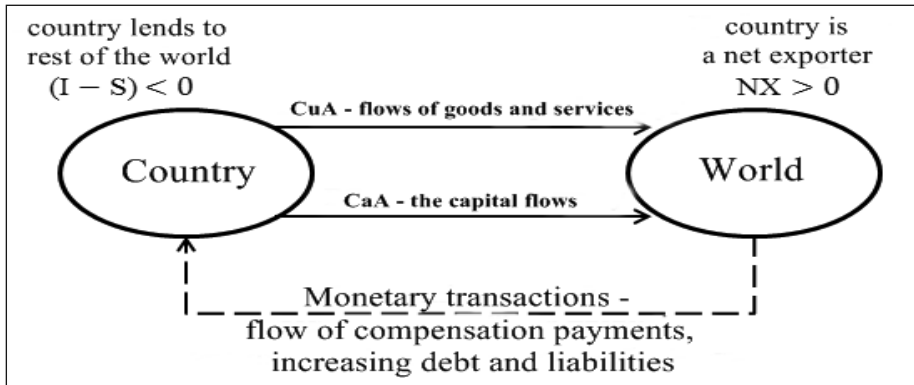 country lends to
rest of the world
(I – S) < 0
country is
a net exporter
NX > 0
CuA - flows of goods and services
Country
World
CaA - the capital flows
Monetary transactions -
flow of compensation payments,
increasing debt and liabilities